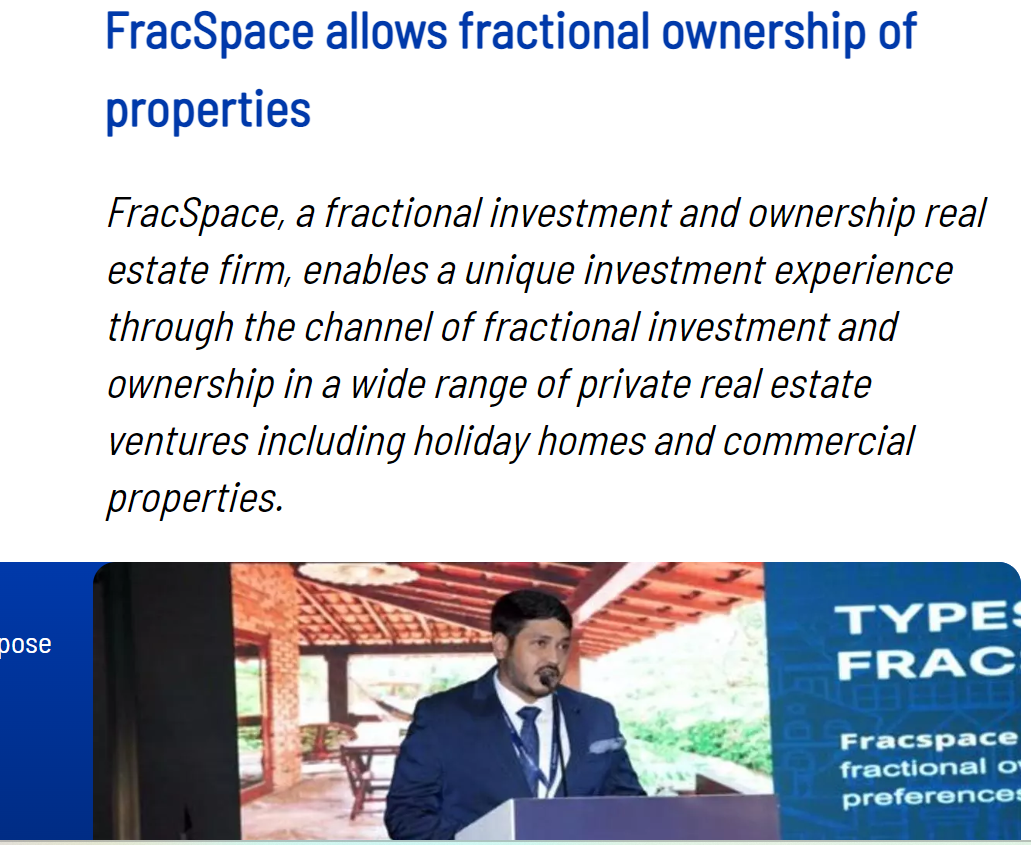 FracSpace allows fractional ownership of
properties
FracSpace, a fractional investment and ownership real
estate firm, enables a unique investment experience
through the channel of fractional investment and
ownership in a wide range of private real estate
ventures including holiday homes and commercial
properties.
pose
TYPES
FRAC
Fracspace
fractional o
preferences